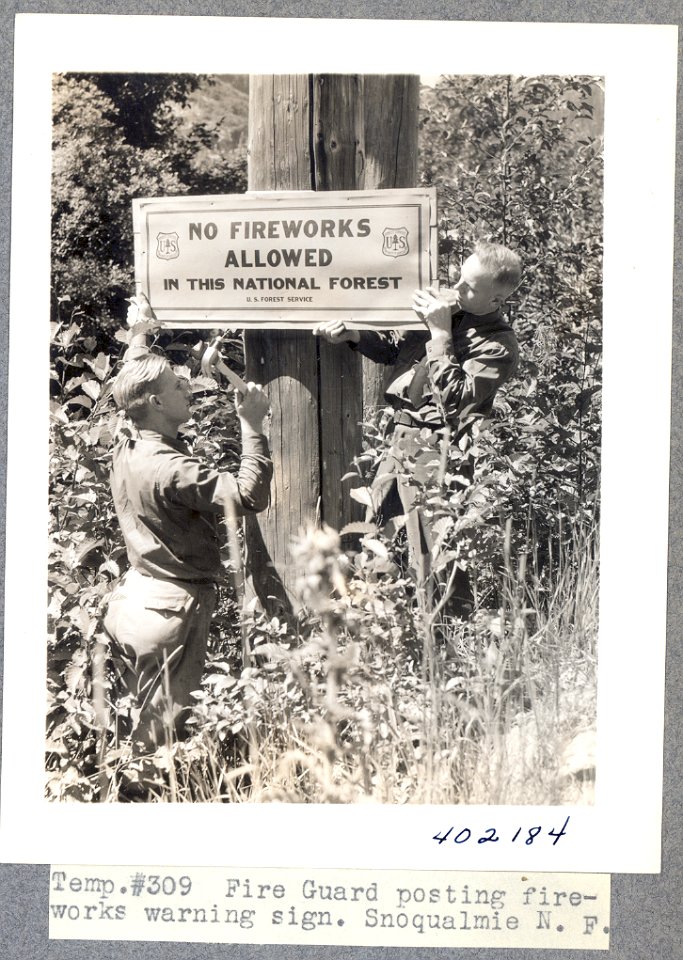 NO FIREWORKS
ALLOWED
IN THIS NATIONAL FOREST
U. S. FOREST SERVICE
U S
U S
402184
Temp.#309 Fire Guard posting fire-
works warning sign. Snoqualmie N. F.